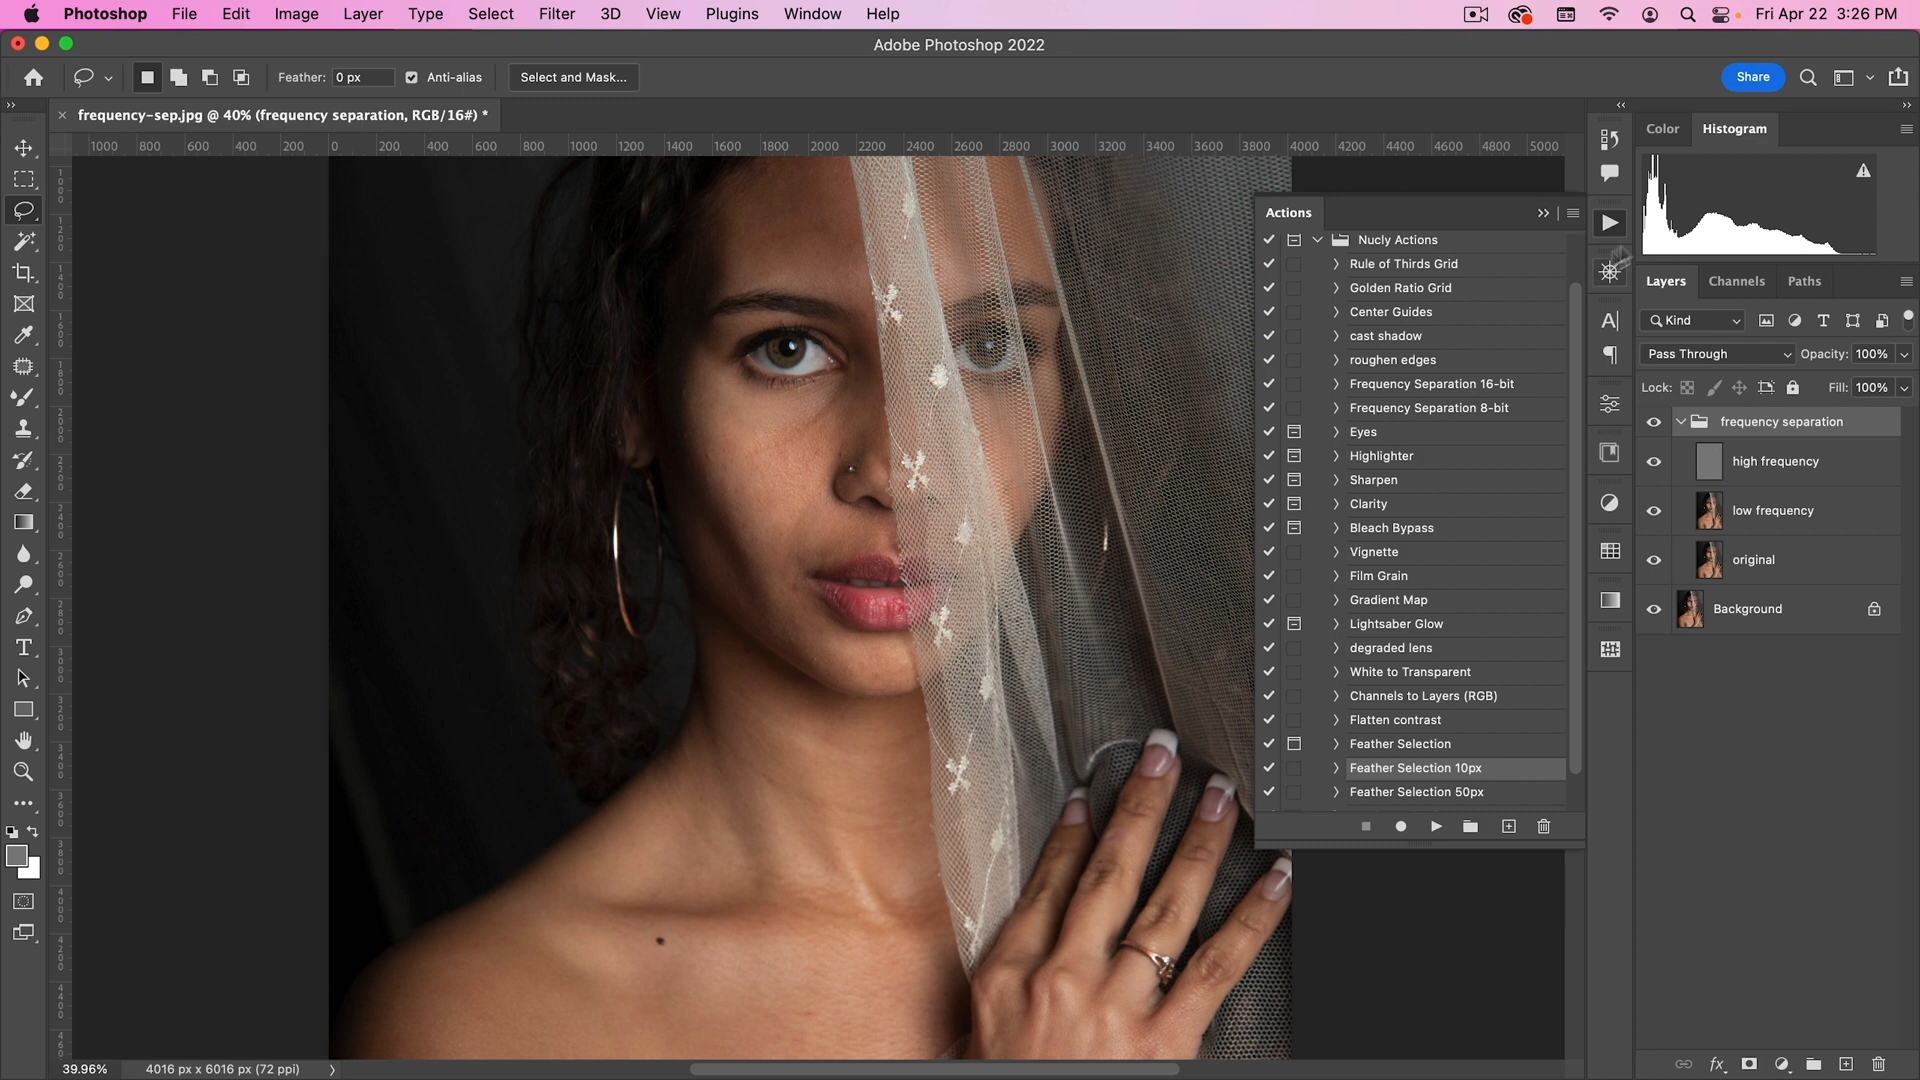 Photoshop File Edit Image Layer Type Select Filter 3D View Plugins Window Help Fri Apr 22 3:26 PM
Adobe Photoshop 2022
Feather: 0 px Anti-alias Select and Mask... Share
frequency-sep.jpg @ 40% (frequency separation, RGB/16#) *
1000 800 600 400 200 0 200 400 600 800 1000 1200 1400 1600 1800 2000 2200 2400 2600 2800 3000 3200 3400 3600 3800 4000 4200 4400 4600 4800 5000
Actions
Nucly Actions
Rule of Thirds Grid
Golden Ratio Grid
Center Guides
cast shadow
roughen edges
Frequency Separation 16-bit
Frequency Separation 8-bit
Eyes
Highlighter
Sharpen
Clarity
Bleach Bypass
Vignette
Film Grain
Gradient Map
Lightsaber Glow
degraded lens
White to Transparent
Channels to Layers (RGB)
Flatten contrast
Feather Selection
Feather Selection 10px
Feather Selection 50px
Color Histogram
Layers Channels Paths
Kind
Pass Through Opacity: 100%
Lock: Fill: 100%
frequency separation
high frequency
low frequency
original
Background
fx
39.96% 4016 px x 6016 px (72 ppi)